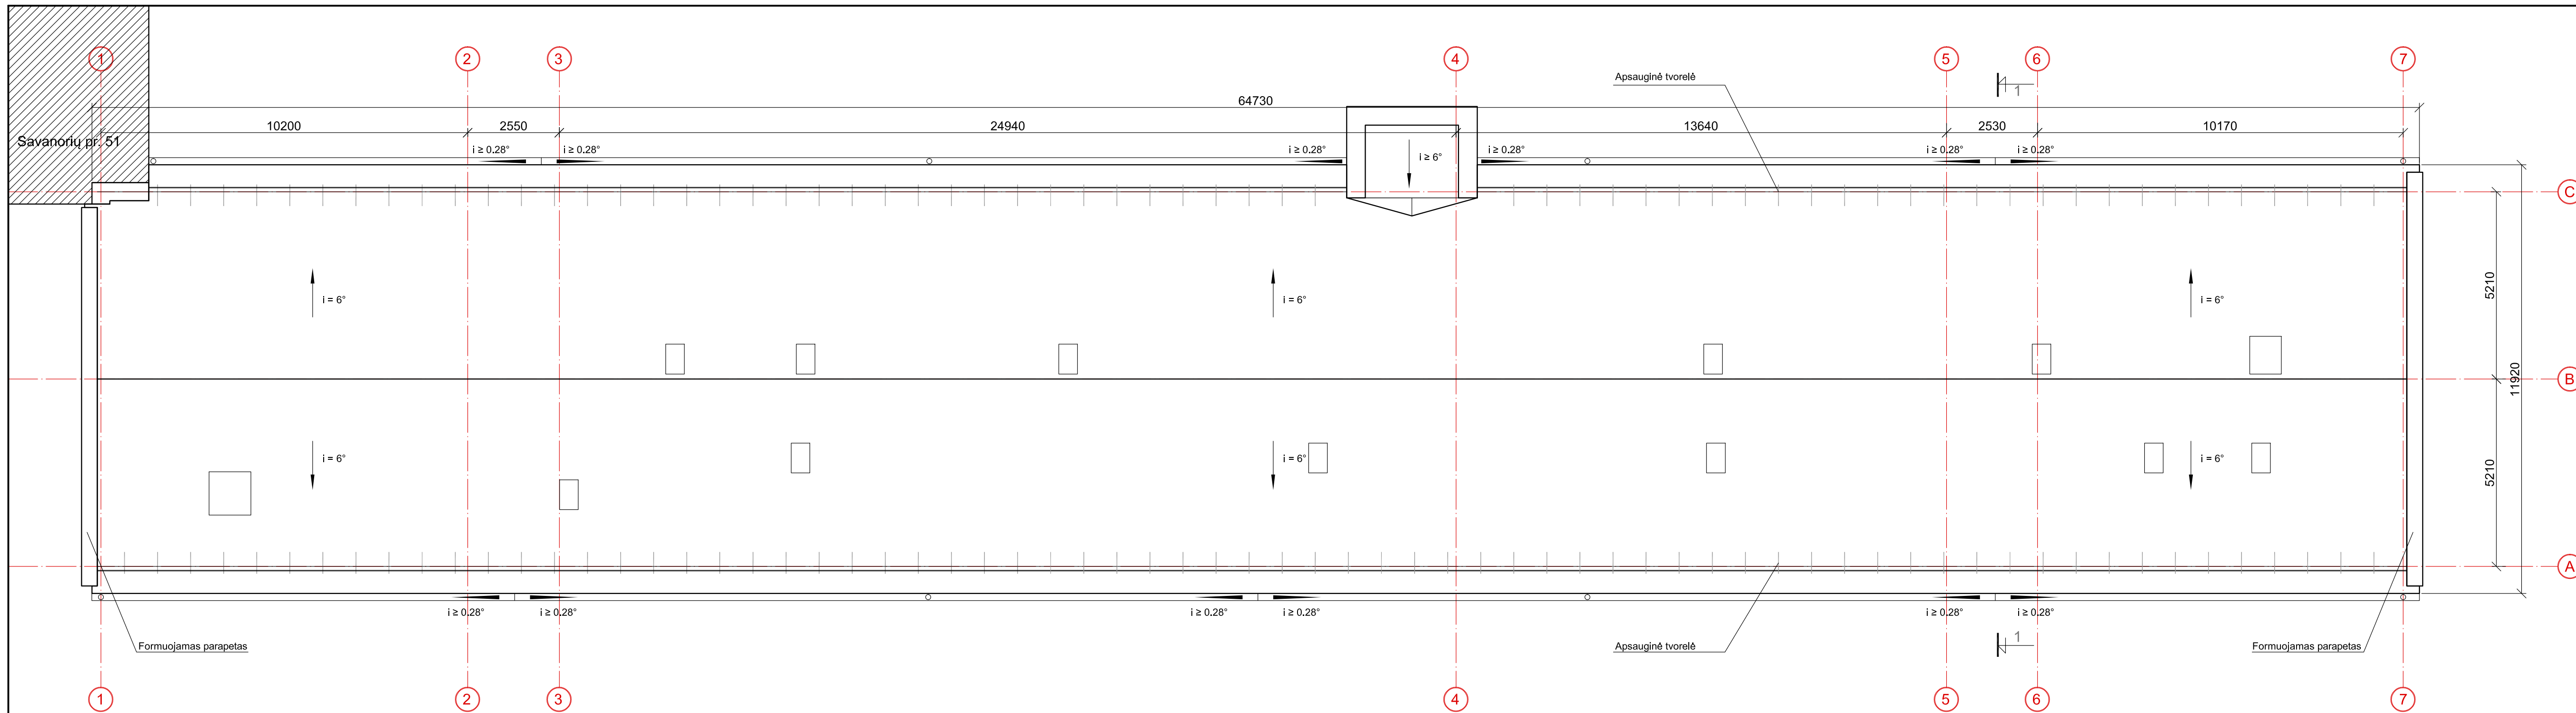 1
2
3
4
5
6
7
Apsauginė tvorelė
1
64730
10200
2550
24940
13640
2530
10170
Savanorių pr. 51
i ≥ 0.28°
i ≥ 0.28°
i ≥ 0.28°
i ≥ 6°
i ≥ 0.28°
i ≥ 0.28°
i ≥ 0.28°
C
i = 6°
i = 6°
i = 6°
5210
B
11920
i = 6°
i = 6°
i = 6°
5210
A
i ≥ 0.28°
i ≥ 0.28°
i ≥ 0.28°
i ≥ 0.28°
i ≥ 0.28°
i ≥ 0.28°
Formuojamas parapetas
Apsauginė tvorelė
1
Formuojamas parapetas
1
2
3
4
5
6
7